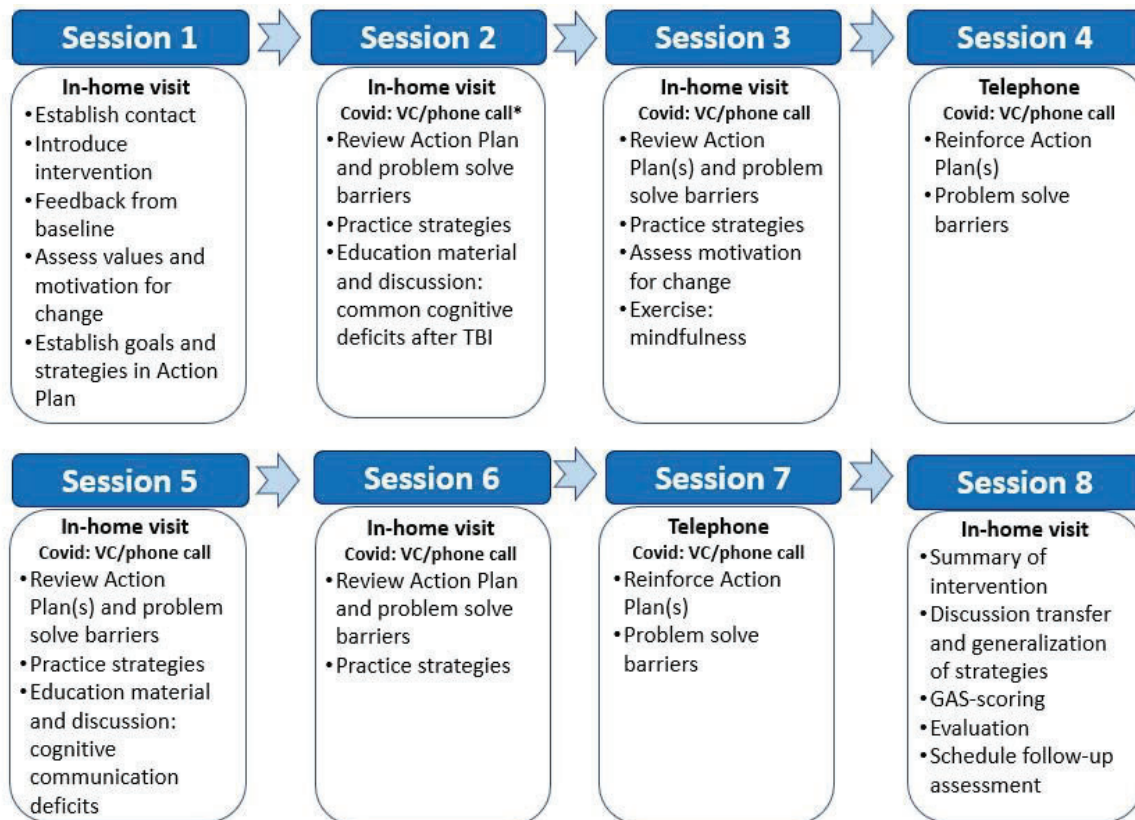 Session 1
In-home visit
•Establish contact
•Introduce
intervention
•Feedback from
baseline
•Assess values and
motivation for
change
•Establish goals and
strategies in Action
Plan
Session 2
In-home visit
Covid: VC/phone call*
•Review Action Plan
and problem solve
barriers
•Practice strategies
•Education material
and discussion:
common cognitive
deficits after TBI
Session 3
In-home visit
Covid: VC/phone call
•Review Action
Plan(s) and problem
solve barriers
•Practice strategies
•Assess motivation
for change
•Exercise:
mindfulness
Session 4
Telephone
Covid: VC/phone call
•Reinforce Action
Plan(s)
•Problem solve
barriers
Session 5
In-home visit
Covid: VC/phone call
•Review Action
Plan(s) and problem
solve barriers
•Practice strategies
•Education material
and discussion:
cognitive
communication
deficits
Session 6
In-home visit
Covid: VC/phone call
•Review Action Plan
and problem solve
barriers
•Practice strategies
Session 7
Telephone
Covid: VC/phone call
•Reinforce Action
Plan(s)
•Problem solve
barriers
Session 8
In-home visit
•Summary of
intervention
•Discussion transfer
and generalization
of strategies
•GAS-scoring
•Evaluation
•Schedule follow-up
assessment